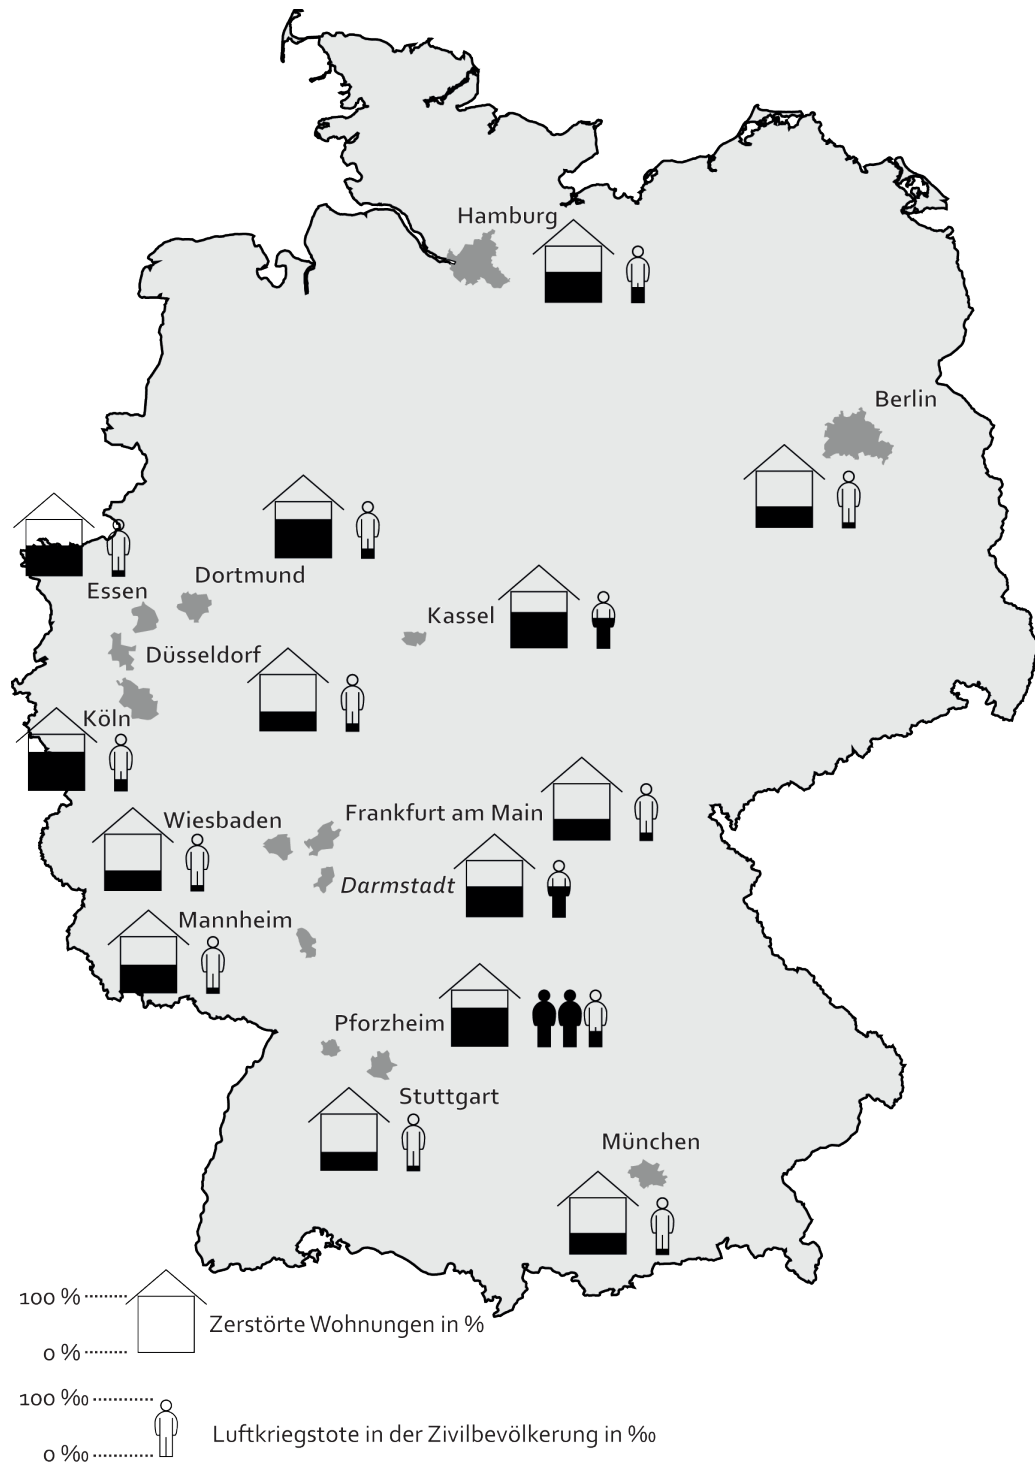 Hamburg
Berlin
Dortmund
Essen
Kassel
Düsseldorf
Köln
Wiesbaden
Frankfurt am Main
Darmstadt
Mannheim
Pforzheim
Stuttgart
München
100 %
Zerstörte Wohnungen in %
0 %
100 ‰
Luftkriegstote in der Zivilbevölkerung in ‰
0 ‰